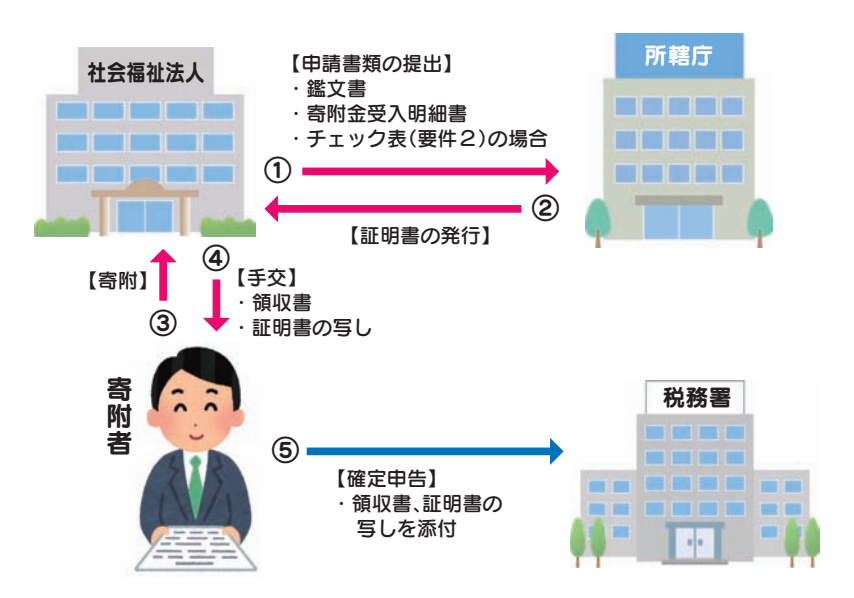 社会福祉法人
【申請書類の提出】
・鑑文書
・寄附金受入明細書
・チェック表(要件２)の場合
所轄庁
①
②
【証明書の発行】
【寄附】
③
④
【手交】
・領収書
・証明書の写し
寄附者
⑤
【確定申告】
・領収書、証明書の
写しを添付
税務署